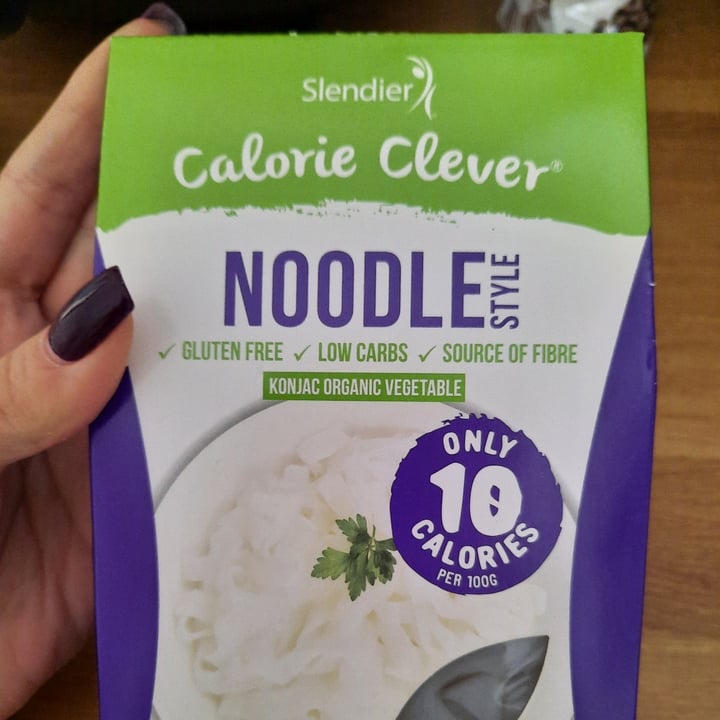 Slendier
Calorie Clever®
NOODLE STYLE
✓ GLUTEN FREE ✓ LOW CARBS ✓ SOURCE OF FIBRE
KONJAC ORGANIC VEGETABLE
ONLY
10
CALORIES
PER 100G